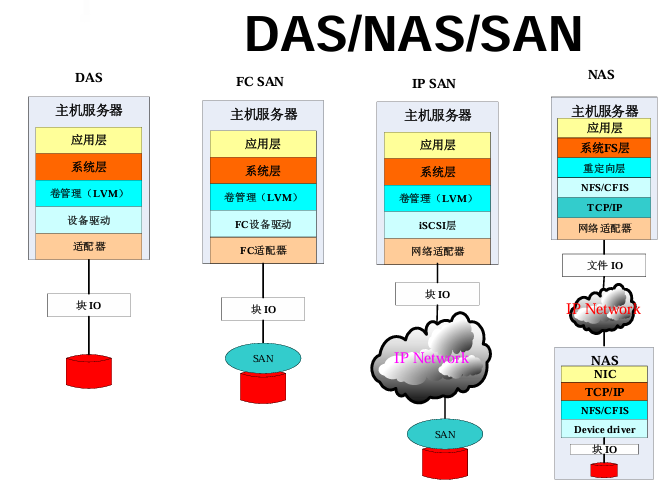 DAS/NAS/SAN
DAS
主机服务器
应用层
系统层
卷管理（LVM）
设备驱动
适配器
块 IO
FC SAN
主机服务器
应用层
系统层
卷管理（LVM）
FC设备驱动
FC适配器
块 IO
SAN
IP SAN
主机服务器
应用层
系统层
卷管理（LVM）
iSCSI层
网络适配器
块 IO
IP Network
SAN
NAS
主机服务器
应用层
系统FS层
重定向层
NFS/CFIS
TCP/IP
网络适配器
文件 IO
IP Network
NAS
NIC
TCP/IP
NFS/CFIS
Device driver
块 IO